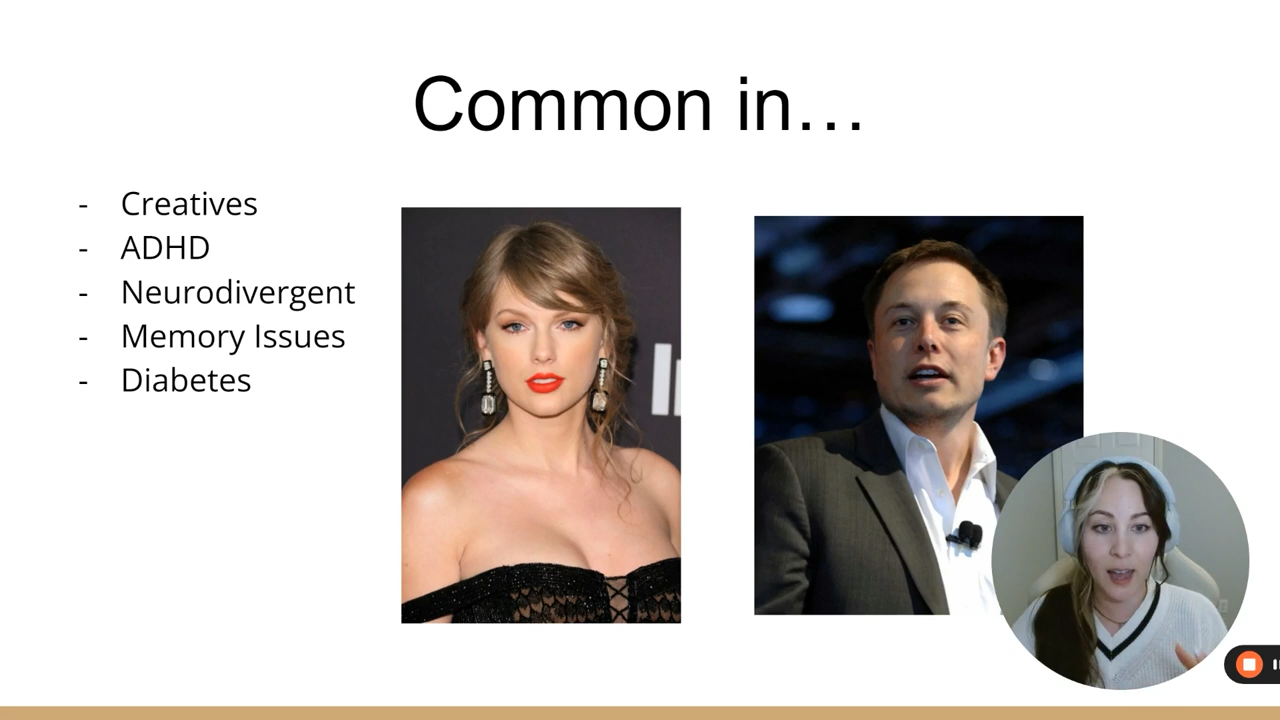 Common in…
- Creatives
- ADHD
- Neurodivergent
- Memory Issues
- Diabetes